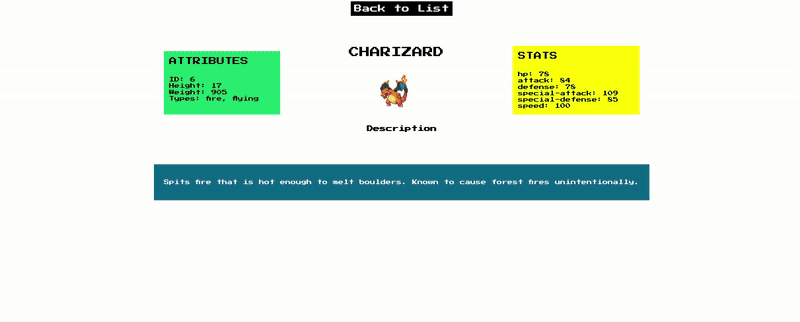 Back to List
ATTRIBUTES
ID: 6
Height: 17
Weight: 905
Types: fire, flying
CHARIZARD
Description
STATS
hp: 78
attack: 84
defense: 78
special-attack: 109
special-defense: 85
speed: 100
Spits fire that is hot enough to melt boulders. Known to cause forest fires unintentionally.